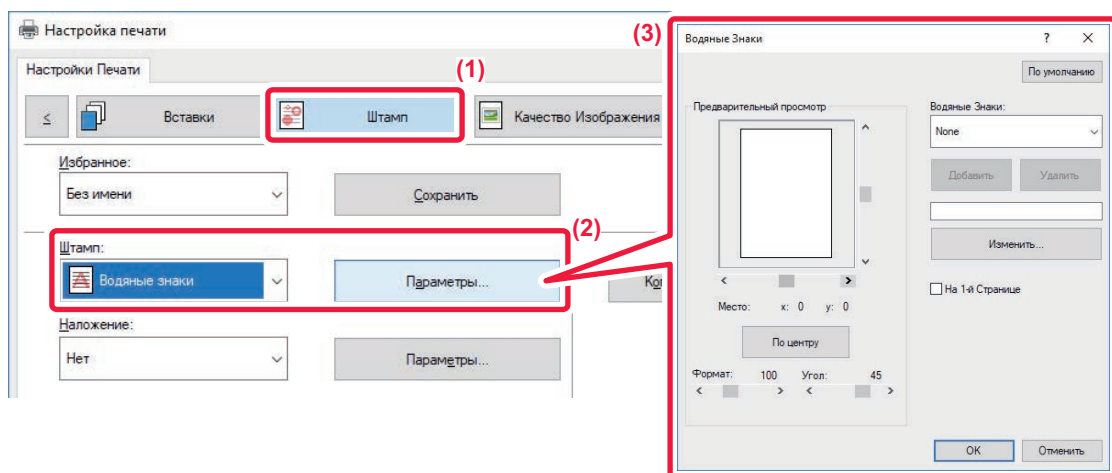 Настройка печати
Настройки Печати
(1)
≤
Вставки
Штамп
Качество Изображения
Избранное:
Без имени
Сохранить
(2)
Штамп:
Водяные знаки
Параметры...
Наложение:
Нет
Параметры...
(3)
Водяные Знаки
? X
По умолчанию
Предварительный просмотр
Водяные Знаки:
None
Добавить
Удалить
Изменить...
На 1-й Странице
Место: x: 0 y: 0
По центру
Формат: 100 Угол: 45
OK
Отменить